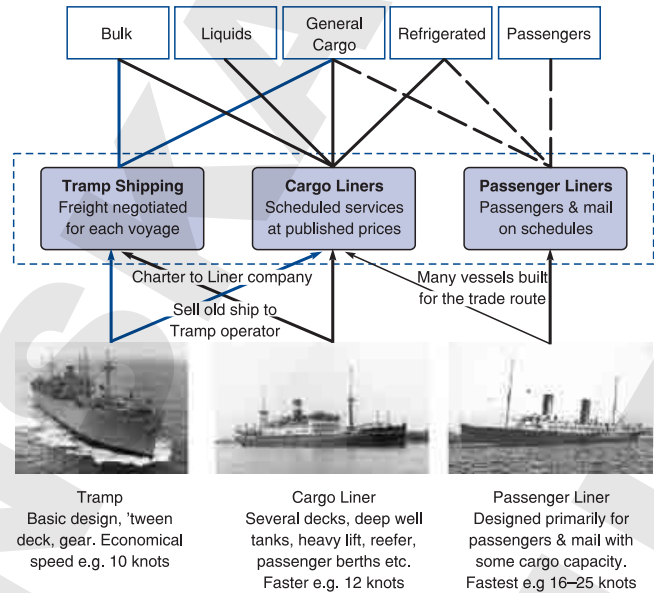 Bulk
Liquids
General
Cargo
Refrigerated
Passengers
Tramp Shipping
Freight negotiated
for each voyage
Cargo Liners
Scheduled services
at published prices
Passenger Liners
Passengers & mail
on schedules
Charter to Liner company
Sell old ship to
Tramp operator
Many vessels built
for the trade route
Tramp
Basic design, 'tween
deck, gear. Economical
speed e.g. 10 knots
Cargo Liner
Several decks, deep well
tanks, heavy lift, reefer,
passenger berths etc.
Faster e.g. 12 knots
Passenger Liner
Designed primarily for
passengers & mail with
some cargo capacity.
Fastest e.g 16–25 knots